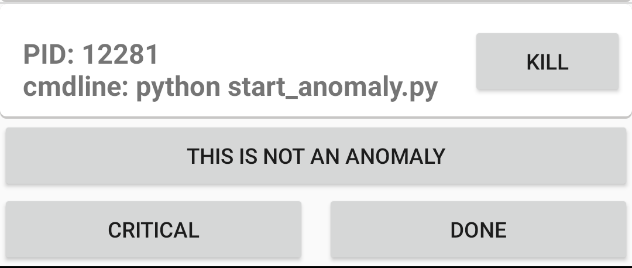 PID: 12281
KILL
cmdline: python start_anomaly.py
THIS IS NOT AN ANOMALY
CRITICAL
DONE